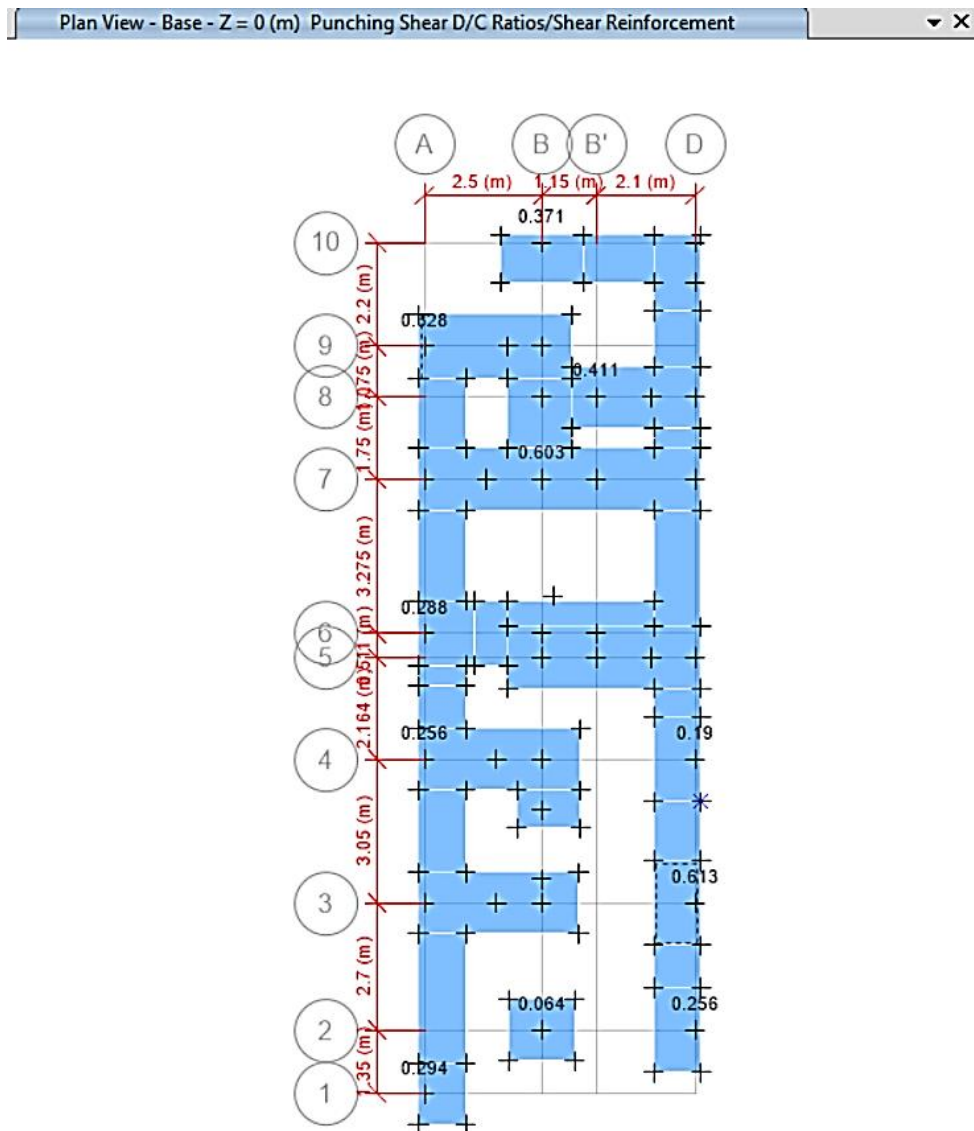 Plan View - Base - Z = 0 (m)  Punching Shear D/C Ratios/Shear Reinforcement
A
B
B'
D
2.5 (m)
1.15 (m)
2.1 (m)
0.371
10
2.2 (m)
9
8
0.411
1.75 (m)
0.603
7
3.275 (m)
0.288
6
5
2.164 (m)
0.256
0.19
4
3.05 (m)
0.613
3
2.7 (m)
0.064
0.256
2
0.294
1